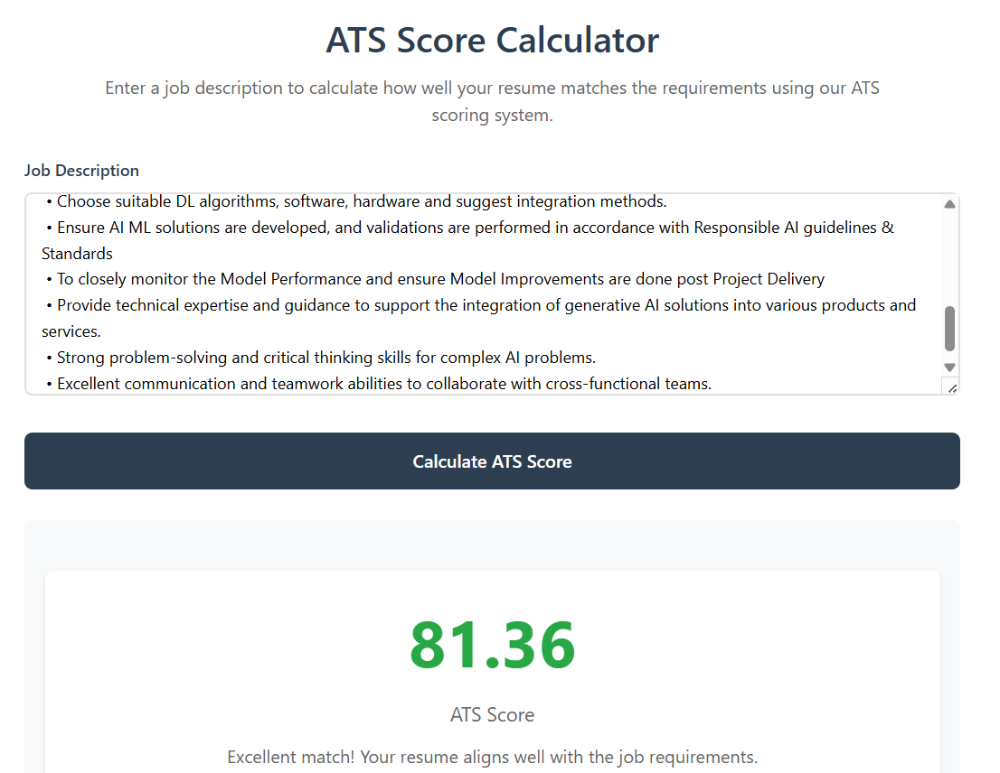 ATS Score Calculator
Enter a job description to calculate how well your resume matches the requirements using our ATS
scoring system.
Job Description
• Choose suitable DL algorithms, software, hardware and suggest integration methods.
• Ensure AI ML solutions are developed, and validations are performed in accordance with Responsible AI guidelines &
Standards
• To closely monitor the Model Performance and ensure Model Improvements are done post Project Delivery
• Provide technical expertise and guidance to support the integration of generative AI solutions into various products and
services.
• Strong problem-solving and critical thinking skills for complex AI problems.
• Excellent communication and teamwork abilities to collaborate with cross-functional teams.
Calculate ATS Score
81.36
ATS Score
Excellent match! Your resume aligns well with the job requirements.